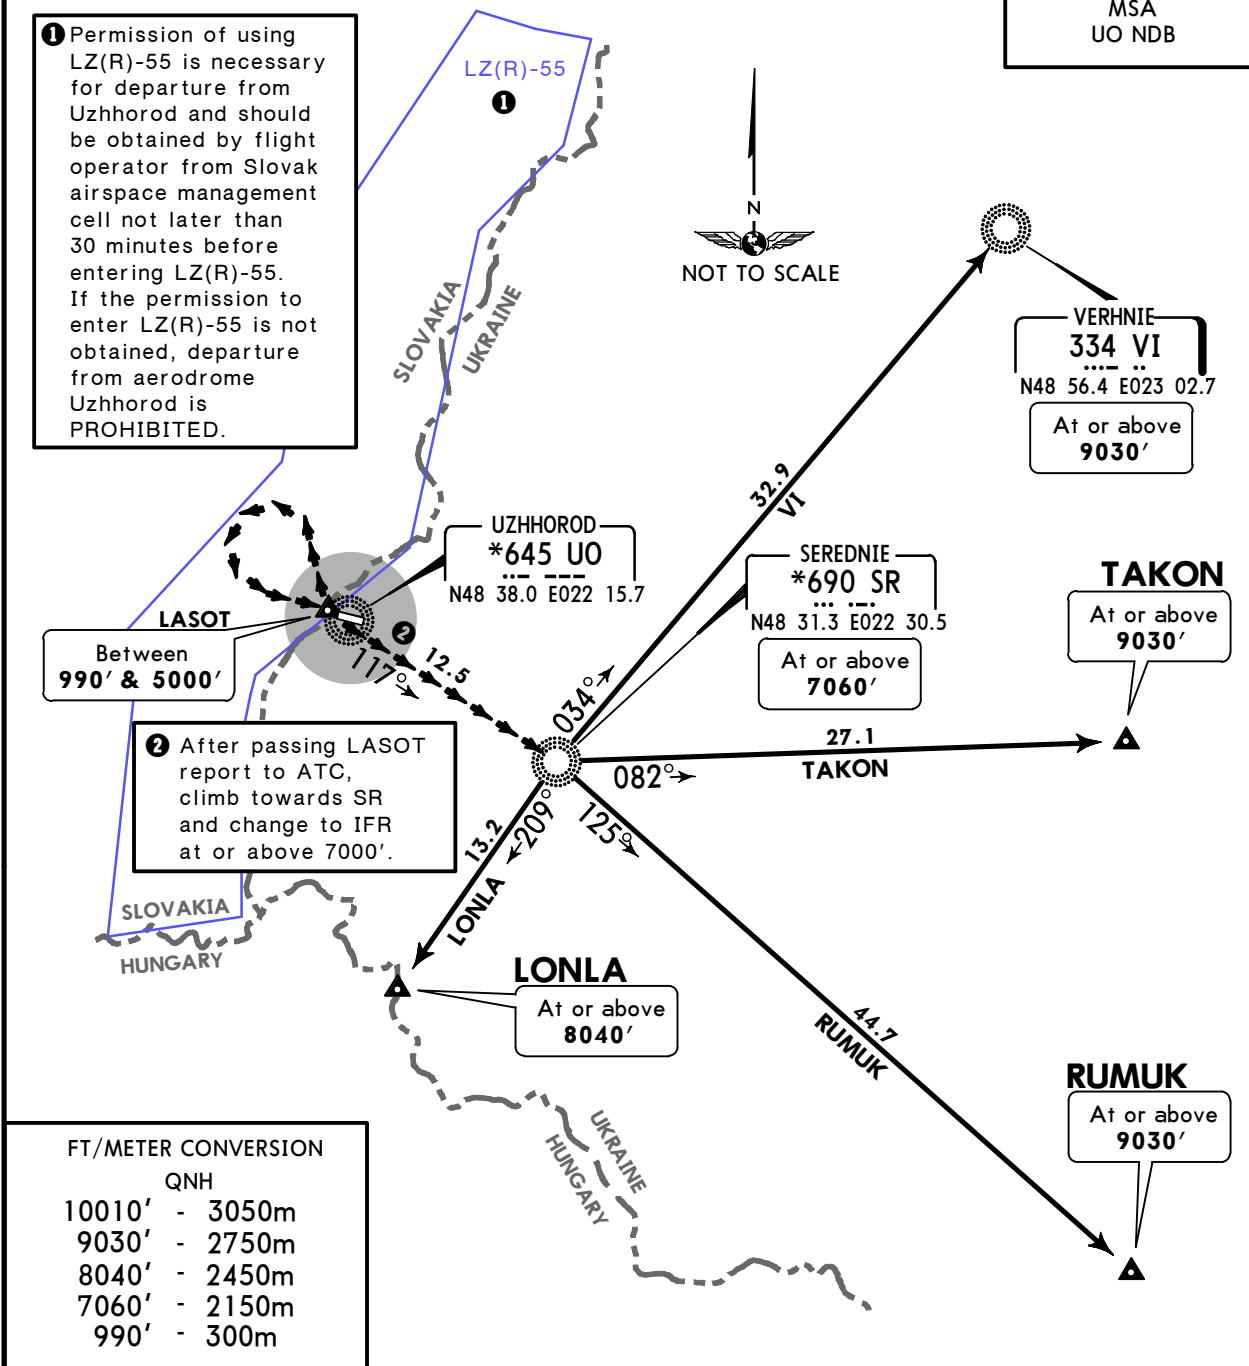 MSA
UO NDB
1 Permission of using
LZ(R)-55 is necessary
for departure from
Uzhhorod and should
be obtained by flight
operator from Slovak
airspace management
cell not later than
30 minutes before
entering LZ(R)-55.
If the permission to
enter LZ(R)-55 is not
obtained, departure
from aerodrome
Uzhhorod is
PROHIBITED.
LZ(R)-55
1
N
NOT TO SCALE
SLOVAKIA
UKRAINE
VERHNIE
334 VI
N48 56.4 E023 02.7
At or above
9030'
32.9
VI
UZHHOROD
*645 UO
N48 38.0 E022 15.7
SEREDNIE
*690 SR
N48 31.3 E022 30.5
At or above
7060'
TAKON
At or above
9030'
LASOT
Between
990' & 5000'
2
117°
12.5
034°
27.1
TAKON
082°
2 After passing LASOT
report to ATC,
climb towards SR
and change to IFR
at or above 7000'.
13.2
209°
LONLA
125°
SLOVAKIA
HUNGARY
LONLA
At or above
8040'
44.7
RUMUK
RUMUK
At or above
9030'
UKRAINE
HUNGARY
FT/METER CONVERSION
QNH
10010' - 3050m
9030' - 2750m
8040' - 2450m
7060' - 2150m
990' - 300m